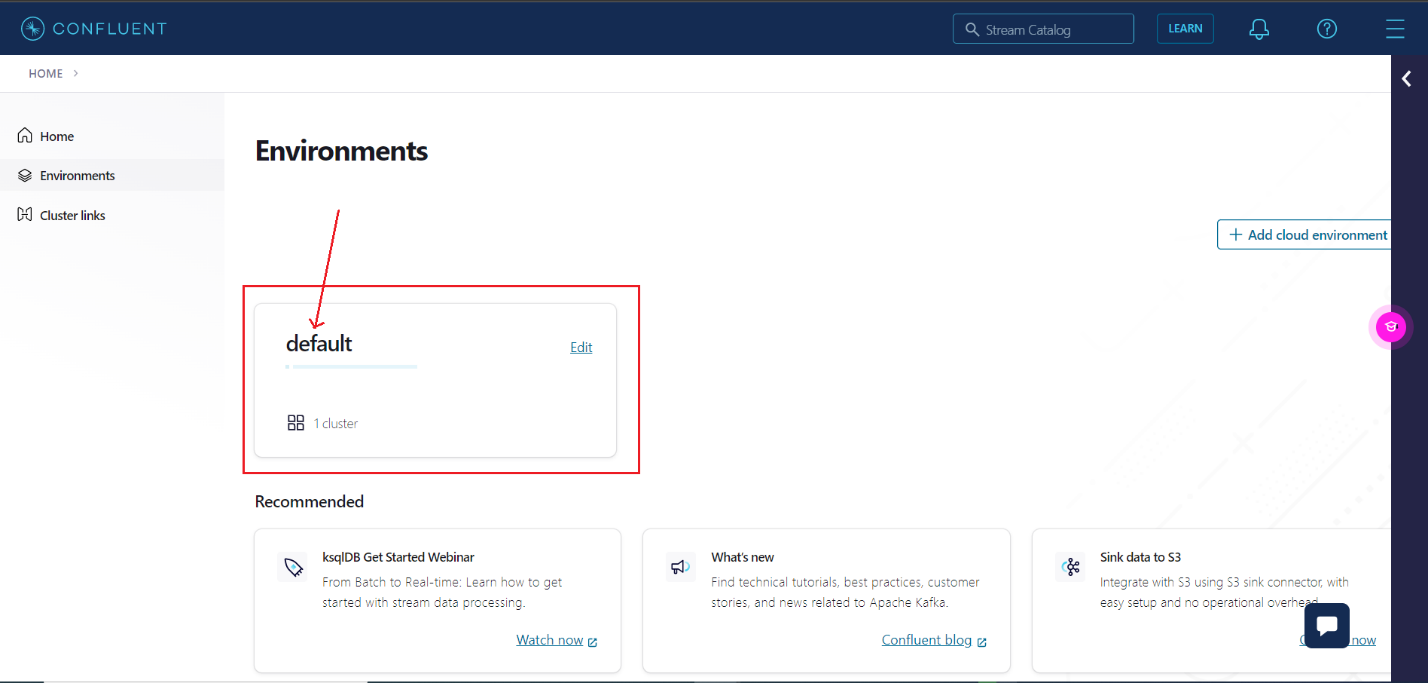 CONFLUENT
Stream Catalog
LEARN
HOME
Home
Environments
Cluster links
Environments
Add cloud environment
default
Edit
1 cluster
Recommended
ksqlDB Get Started Webinar
From Batch to Real-time: Learn how to get
started with stream data processing.
Watch now
What's new
Find technical tutorials, best practices, customer
stories, and news related to Apache Kafka.
Confluent blog
Sink data to S3
Integrate with S3 using S3 sink connector, with
easy setup and no operational overhead.
now